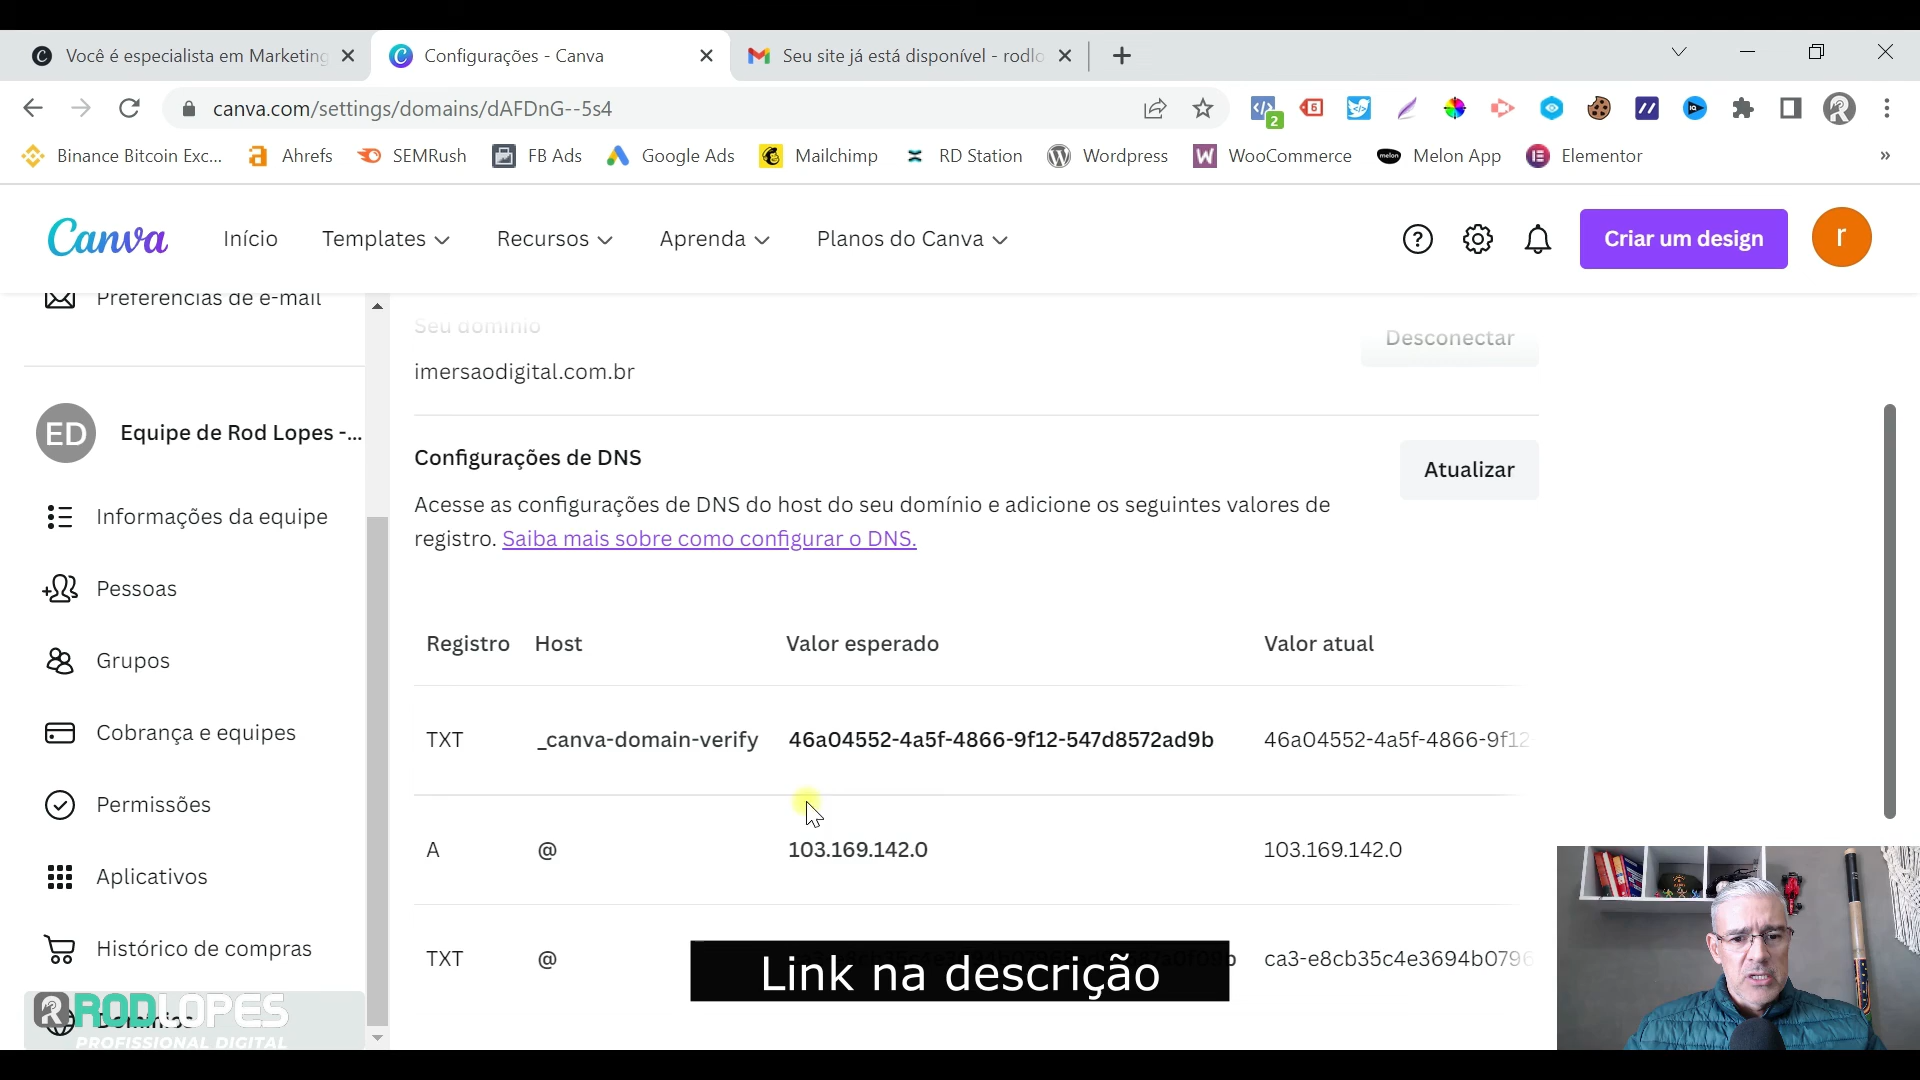 Você é especialista em Marketing
Configurações - Canva
Seu site já está disponível - rodlo
canva.com/settings/domains/dAFDnG--5s4
6
2
Binance Bitcoin Exc...
Ahrefs
SEMRush
FB Ads
Google Ads
Mailchimp
RD Station
Wordpress
WooCommerce
melon
Melon App
Elementor
»
Canva
Início
Templates
Recursos
Aprenda
Planos do Canva
Criar um design
r
Preferências de e-mail
ED
Equipe de Rod Lopes -...
Informações da equipe
Pessoas
Grupos
Cobrança e equipes
Permissões
Aplicativos
Histórico de compras
Domínios
RODLOPES
PROFISSIONAL DIGITAL
Seu domínio
Desconectar
imersaodigital.com.br
Configurações de DNS
Atualizar
Acesse as configurações de DNS do host do seu domínio e adicione os seguintes valores de
registro. Saiba mais sobre como configurar o DNS.
Registro Host Valor esperado Valor atual
TXT _canva-domain-verify 46a04552-4a5f-4866-9f12-547d8572ad9b 46a04552-4a5f-4866-9f12
A @ 103.169.142.0 103.169.142.0
TXT @ ca3-e8cb35c4e3694b0796
Link na descrição